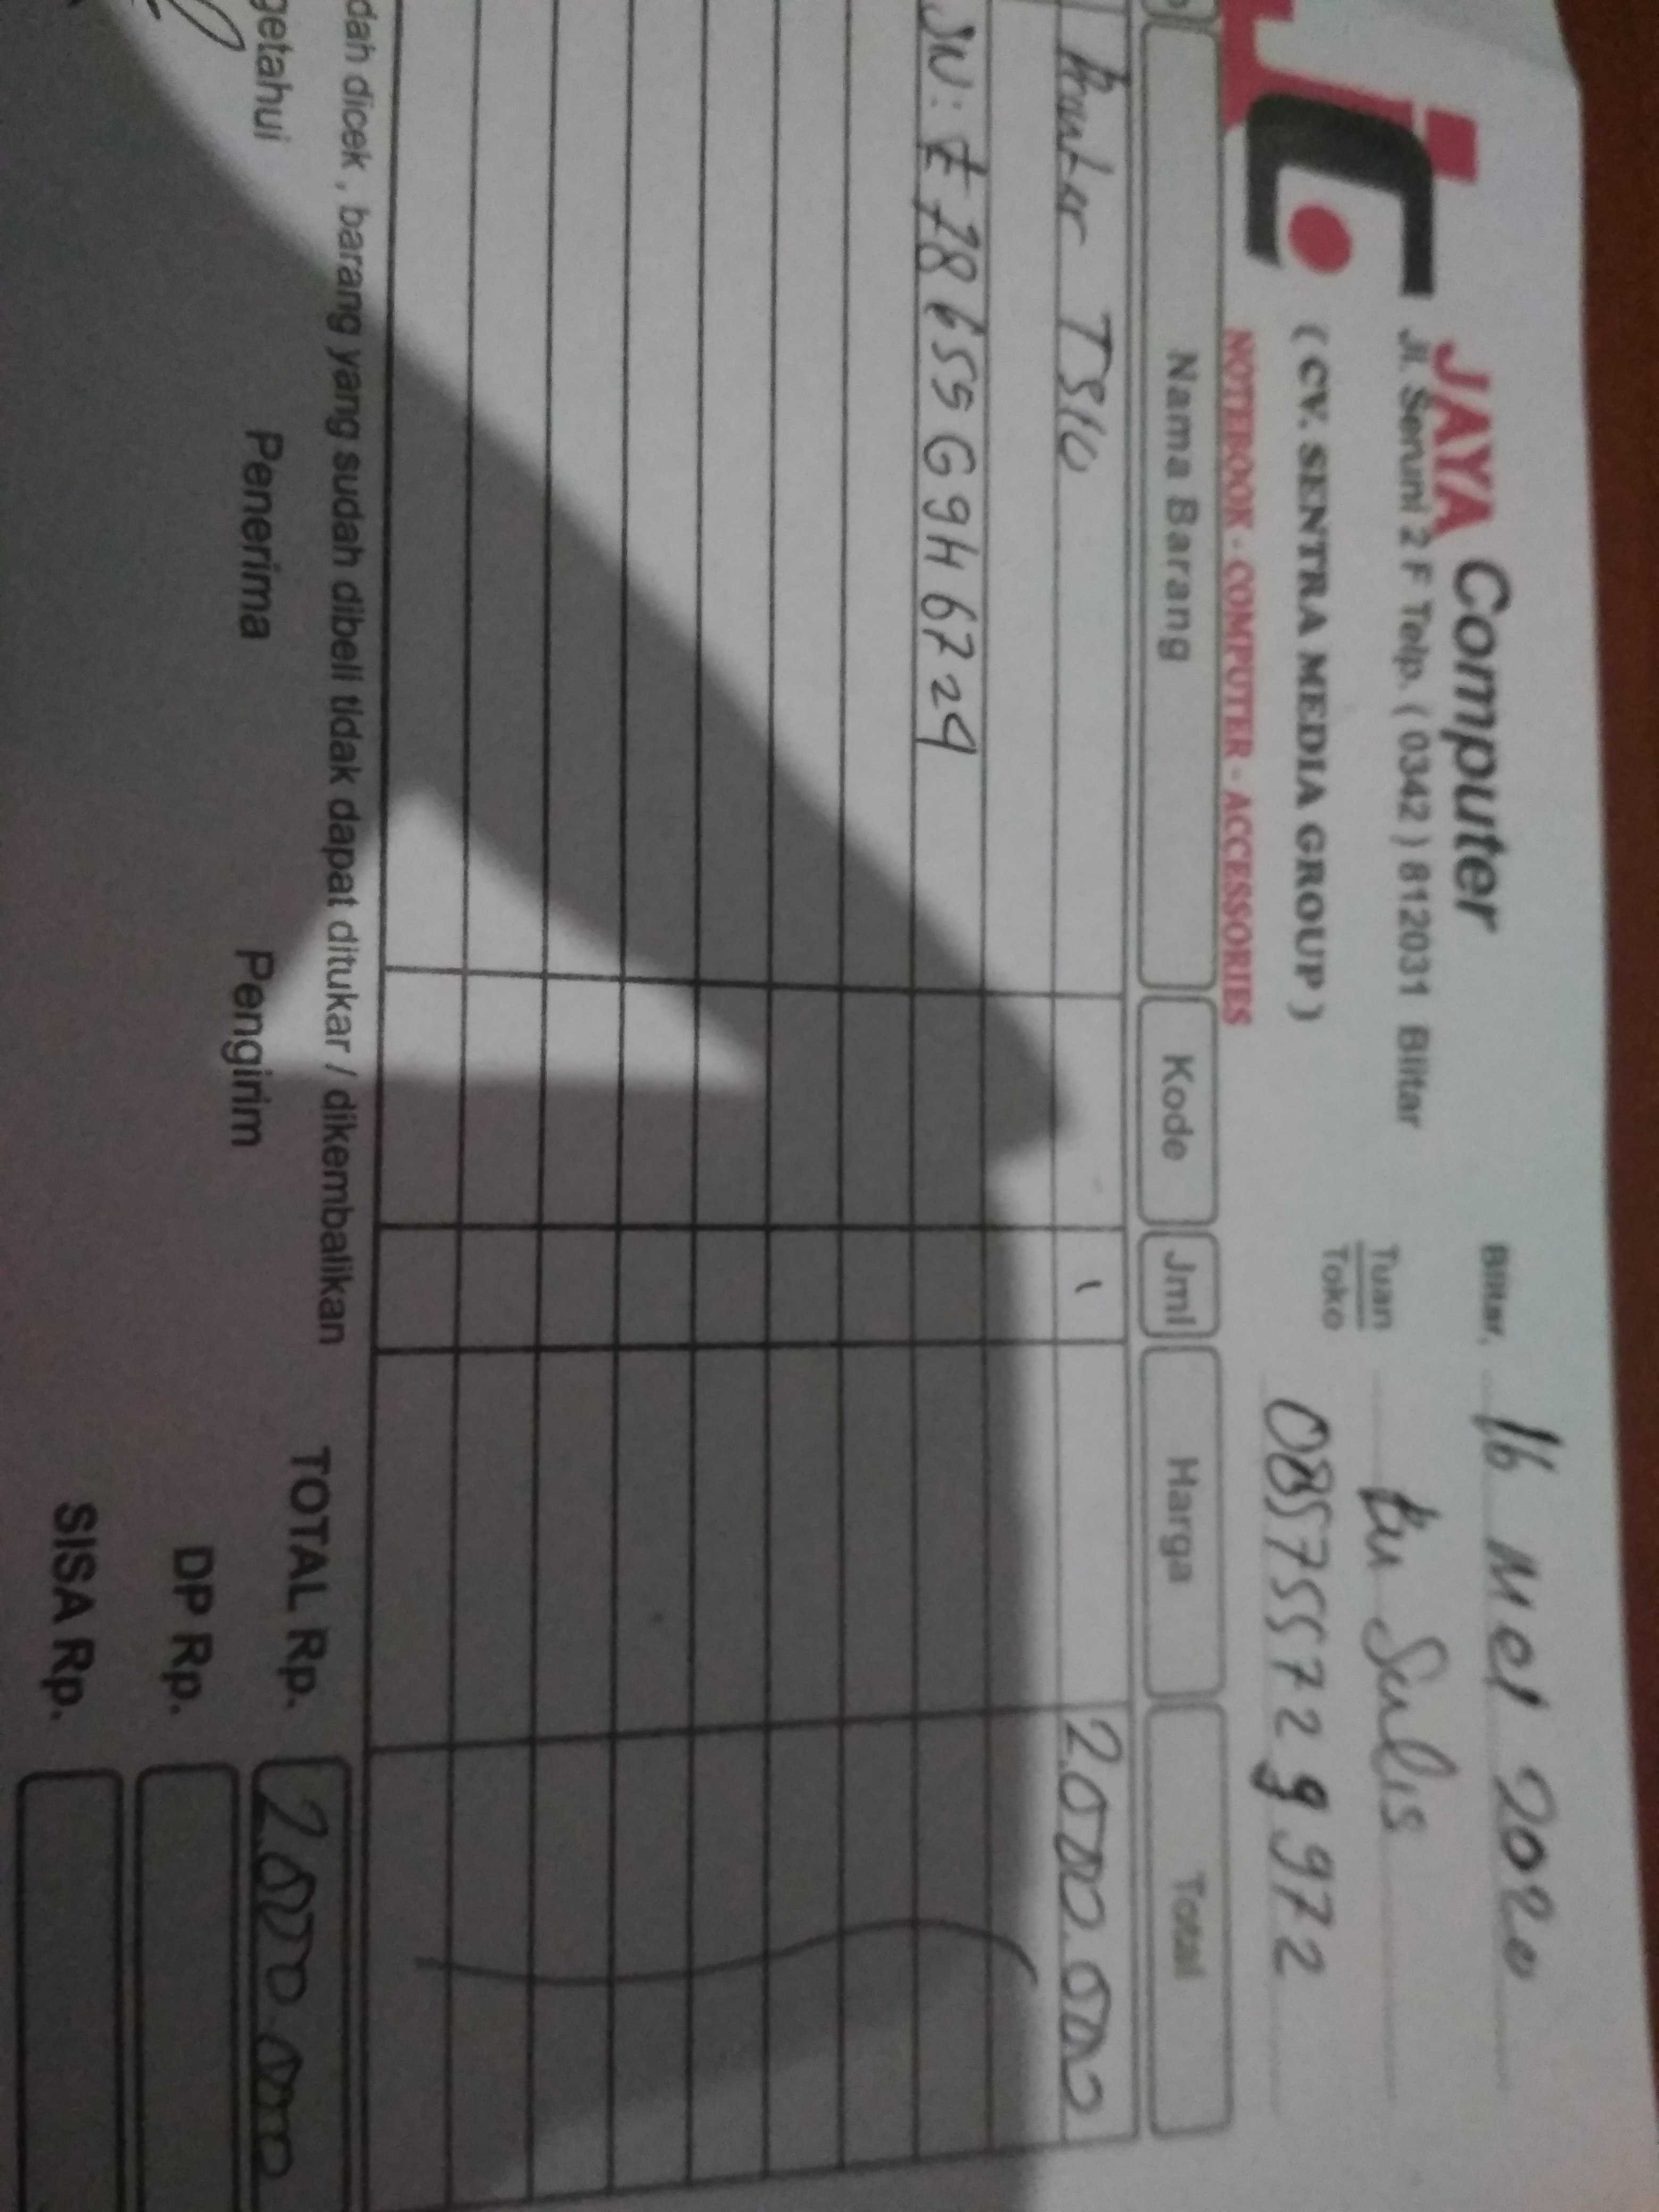 JC
JAYA Computer
Jl. Seruni 2 F Telp. ( 0342 ) 812031 Blitar
( CV. SENTRA MEDIA GROUP )
NOTEBOOK - COMPUTER - ACCESSORIES
Blitar, 16 Mei 2020
Tuan
Toko
Bu Sulis
085755729972
Nama Barang Kode Jml Harga Total
Printer T310 1 2.000.000
SN: 786555G9H6729
dah dicek , barang yang sudah dibeli tidak dapat ditukar / dikembalikan
TOTAL Rp. 2.000.000
getahui Penerima Pengirim
DP Rp.
SISA Rp.